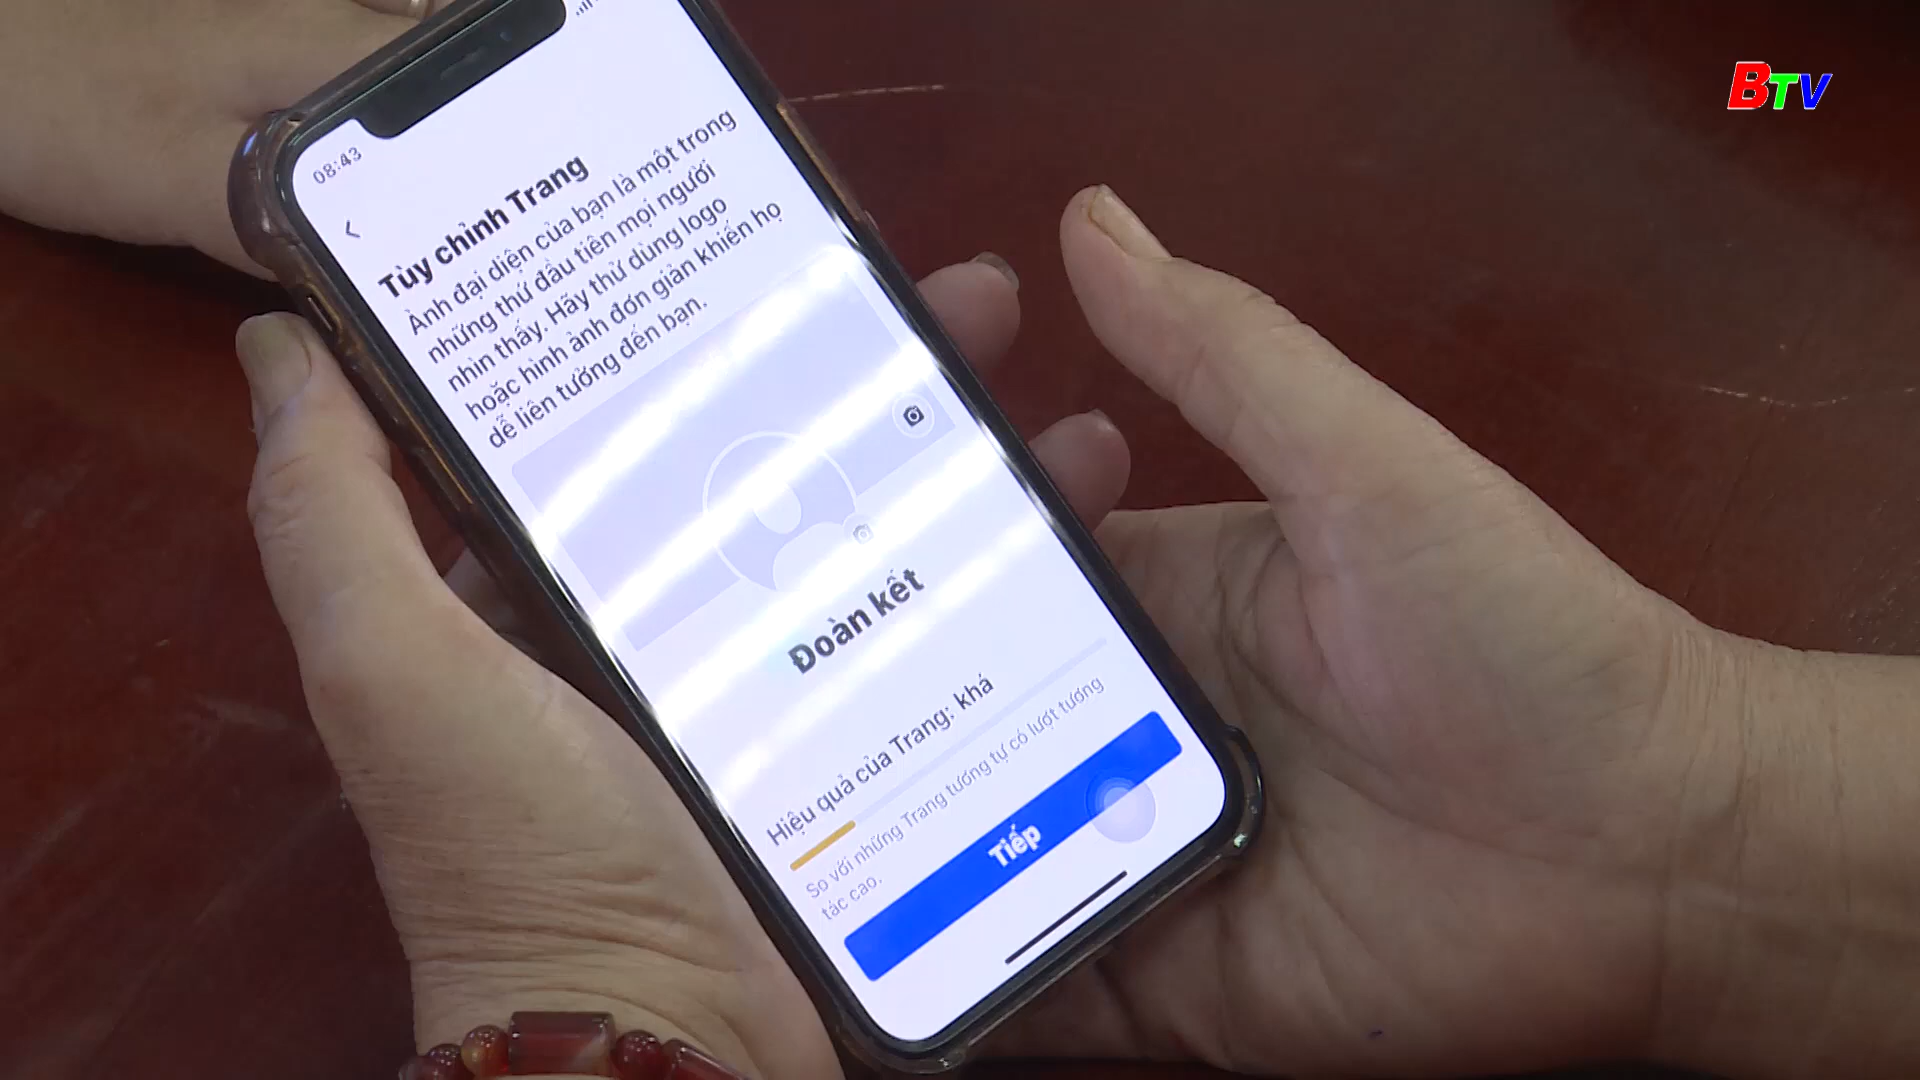 BTV
08:43
Tùy chỉnh Trang
Ảnh đại diện của bạn là một trong
những thứ đầu tiên mọi người
nhìn thấy. Hãy thử dùng logo
hoặc hình ảnh đơn giản khiến họ
dễ liên tưởng đến bạn.
Đoàn kết
Hiệu quả của Trang: khá
So với những Trang tương tự có lượt tương
tác cao.
Tiếp